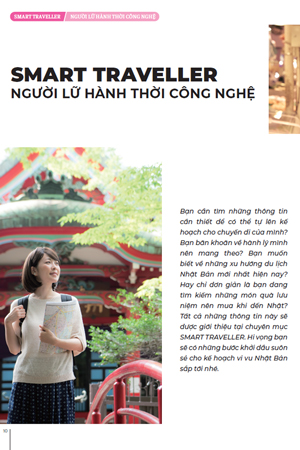 SMART TRAVELLER / NGƯỜI LỮ HÀNH THỜI CÔNG NGHỆ
SMART TRAVELLER
NGƯỜI LỮ HÀNH THỜI CÔNG NGHỆ
Bạn cần tìm những thông tin
cần thiết để có thể tự lên kế
hoạch cho chuyến đi của mình?
Bạn băn khoăn về hành lý mình
nên mang theo? Bạn muốn
biết về những xu hướng du lịch
Nhật Bản mới nhất hiện nay?
Hay chỉ đơn giản là bạn đang
tìm kiếm những món quà lưu
niệm nên mua khi đến Nhật?
Tất cả những thông tin này sẽ
được giới thiệu tại chuyên mục
SMART TRAVELLER. Hi vọng bạn
sẽ có những bước khởi đầu suôn
sẻ cho kế hoạch vi vu Nhật Bản
sắp tới nhé.
10